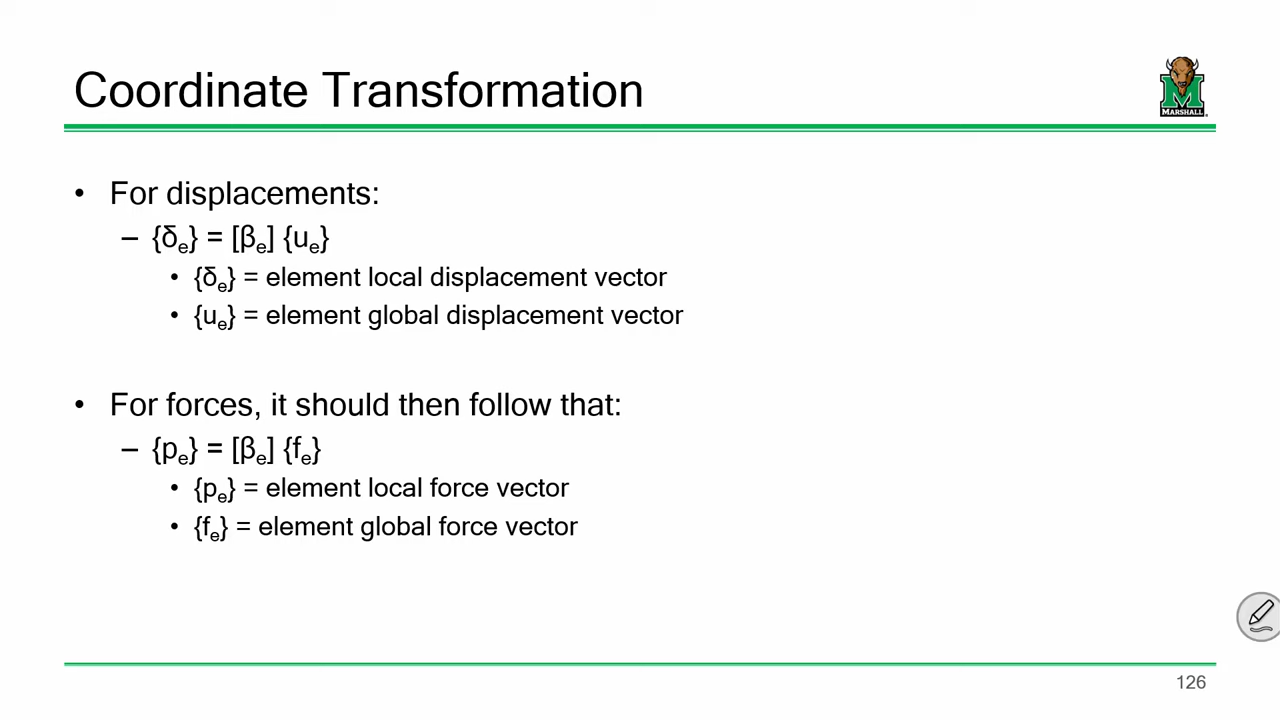 Coordinate Transformation
MARSHALL
• For displacements:
– {δe} = [βe] {ue}
• {δe} = element local displacement vector
• {ue} = element global displacement vector
• For forces, it should then follow that:
– {pe} = [βe] {fe}
• {pe} = element local force vector
• {fe} = element global force vector
126